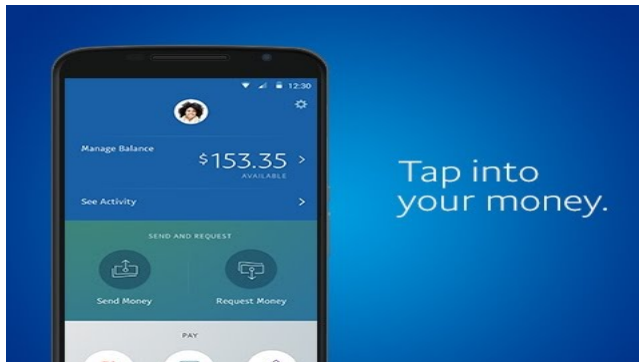 12:30
Manage Balance
$153.35
AVAILABLE
See Activity
SEND AND REQUEST
Send Money
Request Money
PAY
Tap into
your money.